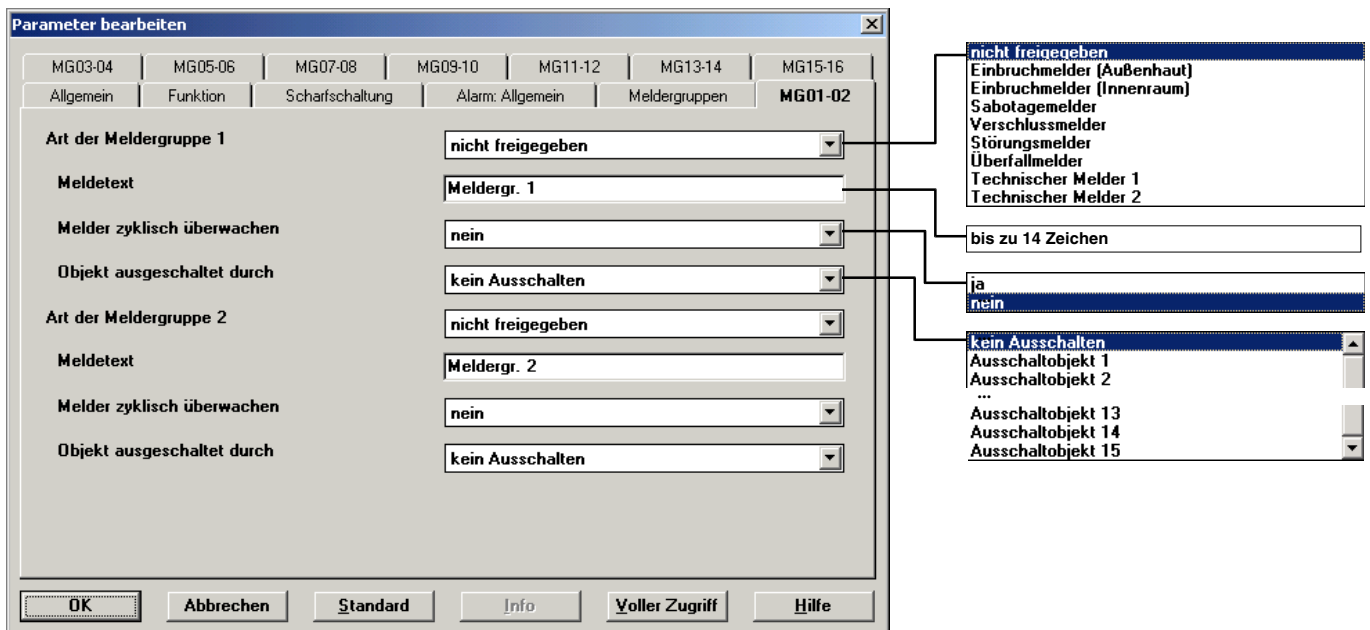 Parameter bearbeiten
MG03-04 MG05-06 MG07-08 MG09-10 MG11-12 MG13-14 MG15-16
Allgemein Funktion Scharfschaltung Alarm: Allgemein Meldergruppen MG01-02
Art der Meldergruppe 1 nicht freigegeben
Meldetext Meldergr. 1
Melder zyklisch überwachen nein
Objekt ausgeschaltet durch kein Ausschalten
Art der Meldergruppe 2 nicht freigegeben
Meldetext Meldergr. 2
Melder zyklisch überwachen nein
Objekt ausgeschaltet durch kein Ausschalten
OK Abbrechen Standard Info Voller Zugriff Hilfe
nicht freigegeben
Einbruchmelder (Außenhaut)
Einbruchmelder (Innenraum)
Sabotagemelder
Verschlussmelder
Störungsmelder
Überfallmelder
Technischer Melder 1
Technischer Melder 2
bis zu 14 Zeichen
ja
nein
kein Ausschalten
Ausschaltobjekt 1
Ausschaltobjekt 2
...
Ausschaltobjekt 13
Ausschaltobjekt 14
Ausschaltobjekt 15